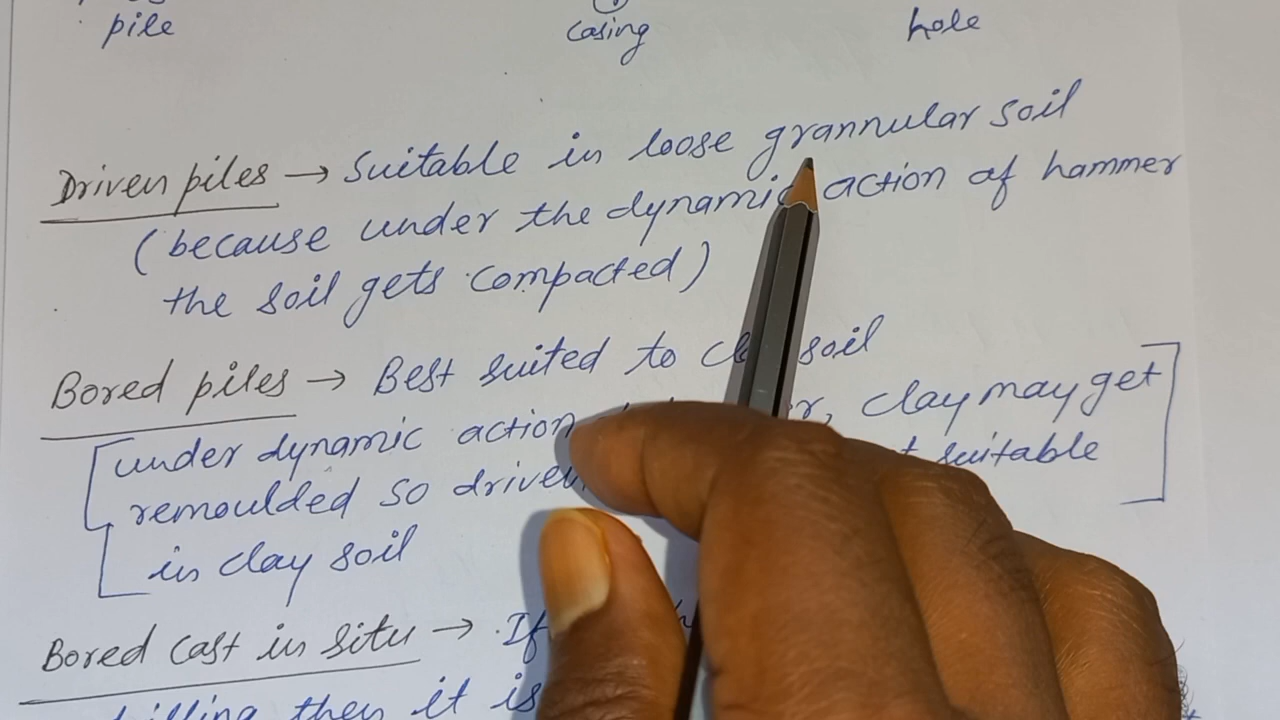 pile casing hole
Driven piles → Suitable in loose grannular soil
(because under the dynamic action of hammer
the soil gets compacted)
Bored piles → Best suited to soil
under dynamic action , clay may get
remoulded so driven suitable
in clay soil
Bored cast in situ → If
then it is